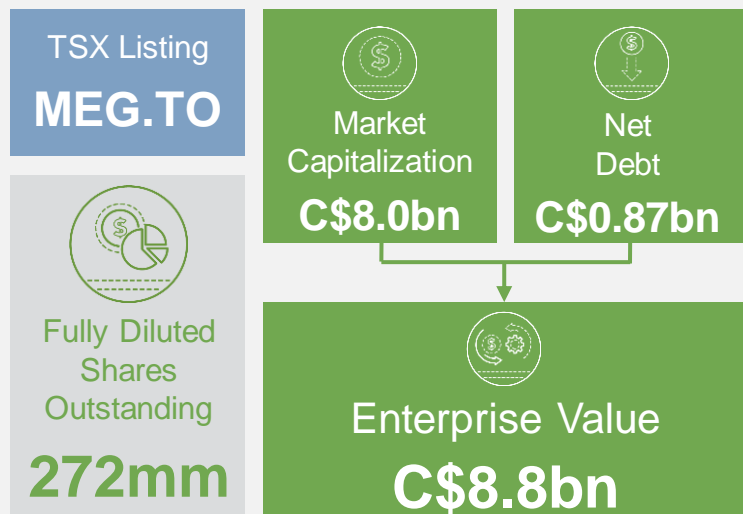 TSX Listing
MEG.TO
Market
Capitalization
C$8.0bn
Net
Debt
C$0.87bn
Fully Diluted
Shares
Outstanding
272mm
Enterprise Value
C$8.8bn